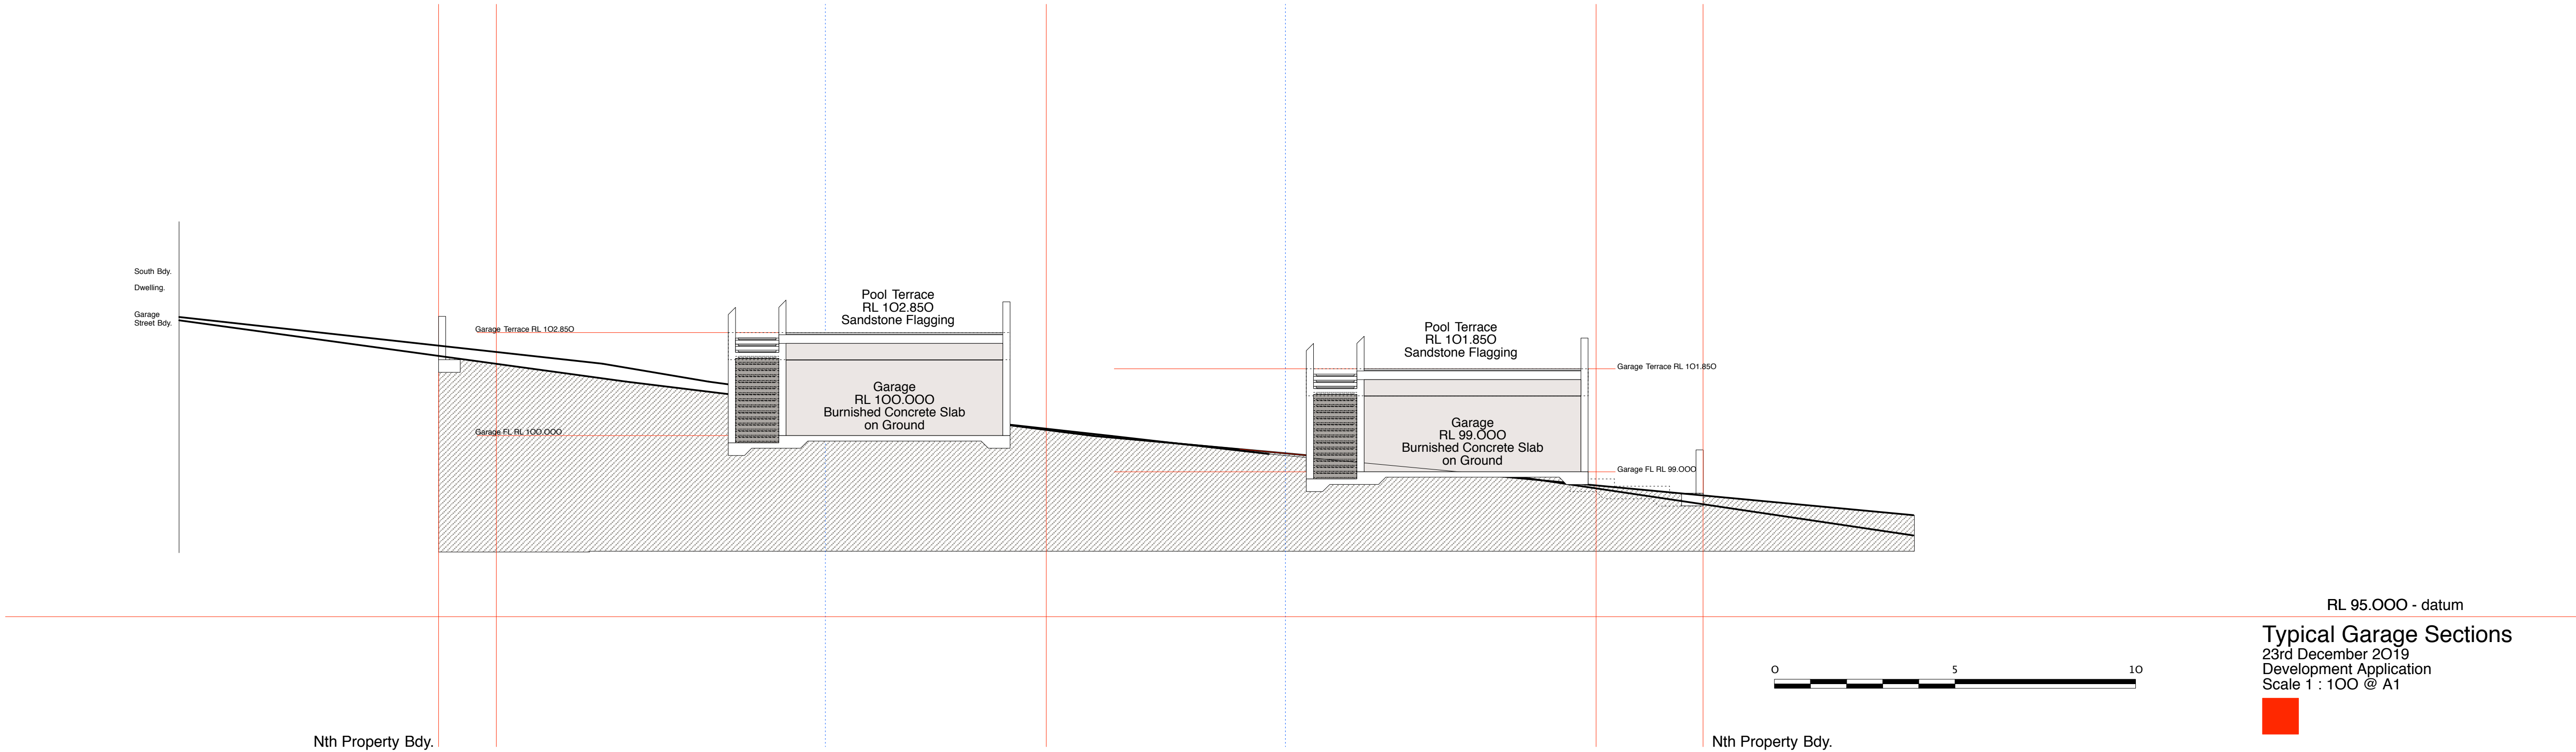 South Bdy.
Dwelling.
Garage
Street Bdy.
Garage Terrace RL 102.850
Pool Terrace
RL 102.850
Sandstone Flagging
Garage
RL 100.000
Burnished Concrete Slab
on Ground
Garage FL RL 100.000
Pool Terrace
RL 101.850
Sandstone Flagging
Garage Terrace RL 101.850
Garage
RL 99.000
Burnished Concrete Slab
on Ground
Garage FL RL 99.000
RL 95.000 - datum
Typical Garage Sections
23rd December 2019
Development Application
Scale 1 : 100 @ A1
0 5 10
Nth Property Bdy.
Nth Property Bdy.